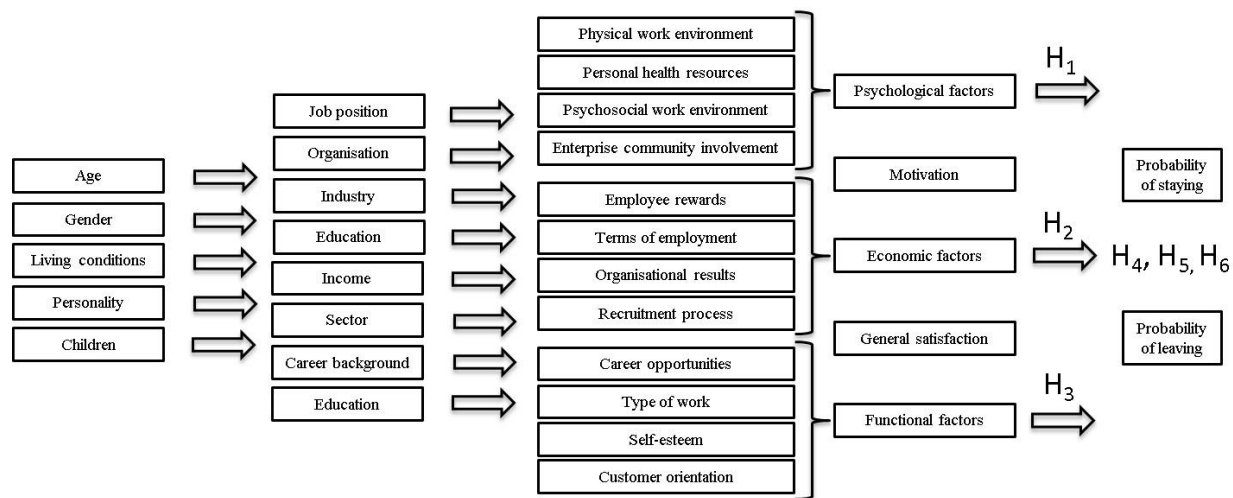 Age
Gender
Living conditions
Personality
Children
Job position
Organisation
Industry
Education
Income
Sector
Career background
Education
Physical work environment
Personal health resources
Psychosocial work environment
Enterprise community involvement
Employee rewards
Terms of employment
Organisational results
Recruitment process
Career opportunities
Type of work
Self-esteem
Customer orientation
Psychological factors
Motivation
Economic factors
General satisfaction
Functional factors
H1
H2
H3
Probability
of staying
H4, H5, H6
Probability
of leaving